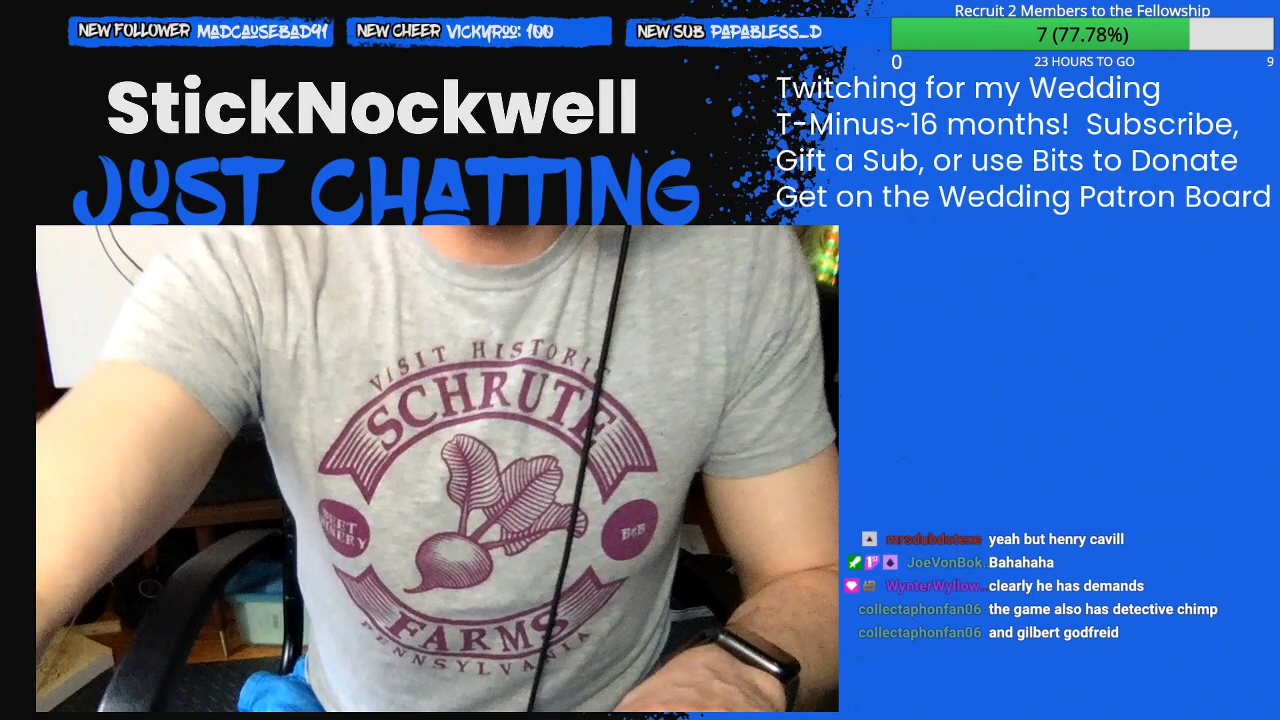 NEW FOLLOWER MADCAUSEBAD91
NEW CHEER VICKYROO: 100
NEW SUB PAPABLESS_D
Recruit 2 Members to the Fellowship
7 (77.78%)
0
23 HOURS TO GO
9
StickNockwell
JUST CHATTING
Twitching for my Wedding
T-Minus~16 months! Subscribe,
Gift a Sub, or use Bits to Donate
Get on the Wedding Patron Board
VISIT HISTORIC
SCHRUTE
BEET
B&B
FARMS
PENNSYLVANIA
mrsdubdotexe yeah but henry cavill
JoeVonBok.. Bahahaha
WynterWyllow... clearly he has demands
collectaphonfan06 the game also has detective chimp
collectaphonfan06 and gilbert godfreid